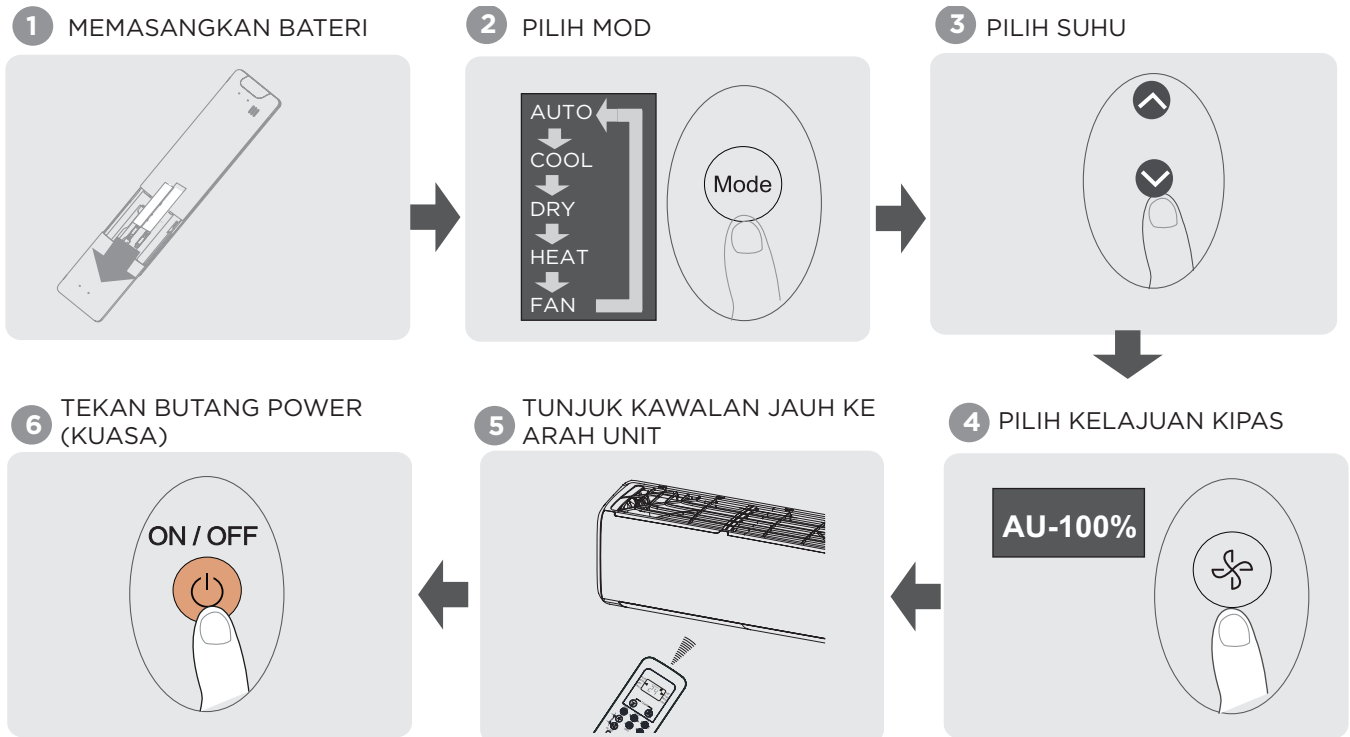 1 MEMASANGKAN BATERI
2 PILIH MOD
AUTO
COOL
DRY
HEAT
FAN
Mode
3 PILIH SUHU
4 PILIH KELAJUAN KIPAS
AU-100%
5 TUNJUK KAWALAN JAUH KE
ARAH UNIT
6 TEKAN BUTANG POWER
(KUASA)
ON / OFF